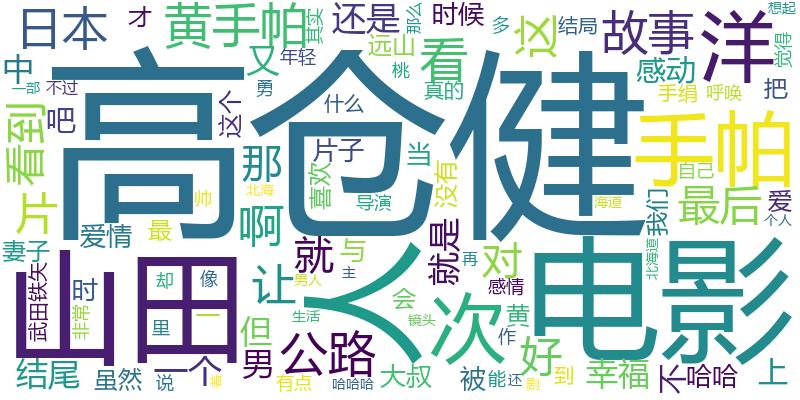 日本
才
黄手帕
还是
时候
那么
多
结局
想起
其实
这
故事
洋
中
又
年轻
远山
看
桃
真的
感动
觉得
吧
这个
勇
什么
手绢
呼唤
把
看到
高仓健
手帕
片
那
片子
当
没有
自己
喜欢
最后
爱
帅
北海
导演
海道
我们
个人
妻子
爱情
最
啊
就
与
就是
对
北海道
山田
人
电影
武田铁矢
时
却
像
让
主
再
感情
非常
里
一
男人
会
次
黄
生活
镜头
作
但
男
公路
好
结尾
虽然
说
一个
有点
哈哈哈
大叔
被
能
还
剧
到
幸福
不
哈哈
上
一部
不过